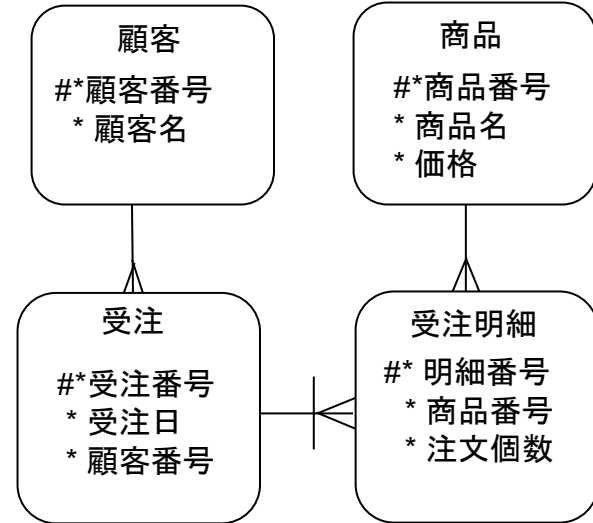 顧客
#*顧客番号
* 顧客名
商品
#*商品番号
* 商品名
* 価格
受注
#*受注番号
* 受注日
* 顧客番号
受注明細
#* 明細番号
* 商品番号
* 注文個数